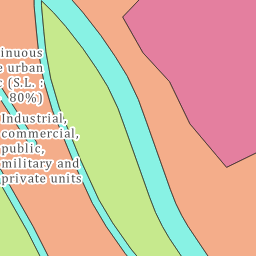 inuous
e urban
c (S.L. :
80%)
Industrial,
commercial,
public,
military and
private units